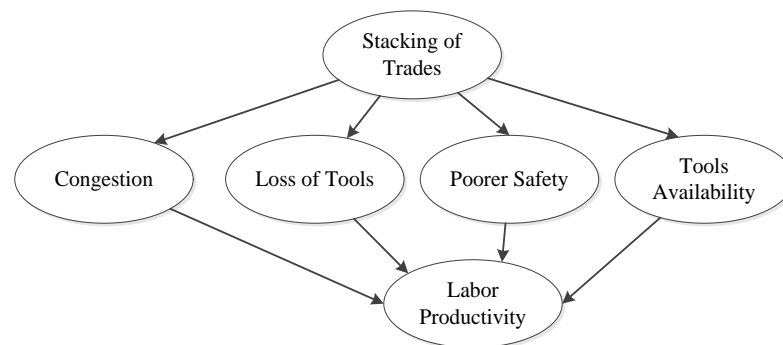 Stacking of
Trades
Congestion
Loss of Tools
Poorer Safety
Tools
Availability
Labor
Productivity